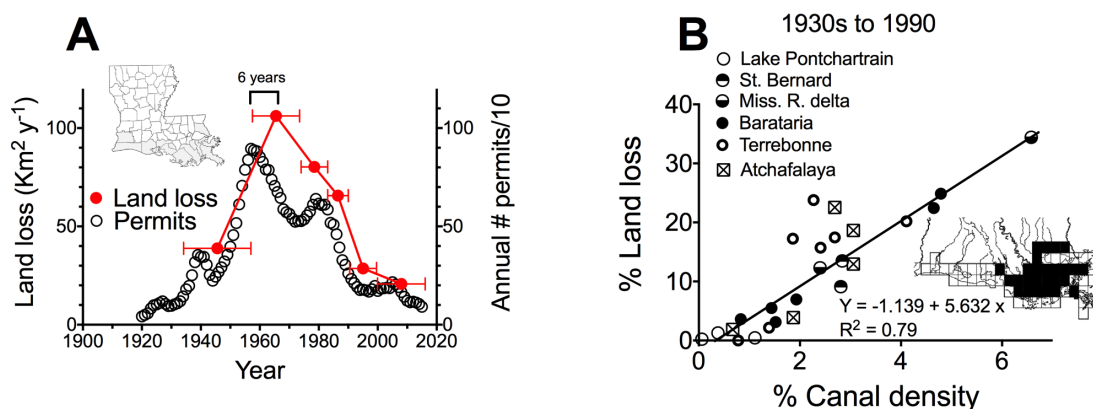 A
6 years
Land loss (Km² y⁻¹)
100
50
0
Land loss
Permits
100
50
0
Annual # permits/10
1900 1920 1940 1960 1980 2000 2020
Year
B
1930s to 1990
Lake Pontchartrain
St. Bernard
Miss. R. delta
Barataria
Terrebonne
Atchafalaya
% Land loss
40
30
20
10
0
Y = -1.139 + 5.632 x
R² = 0.79
0 2 4 6
% Canal density